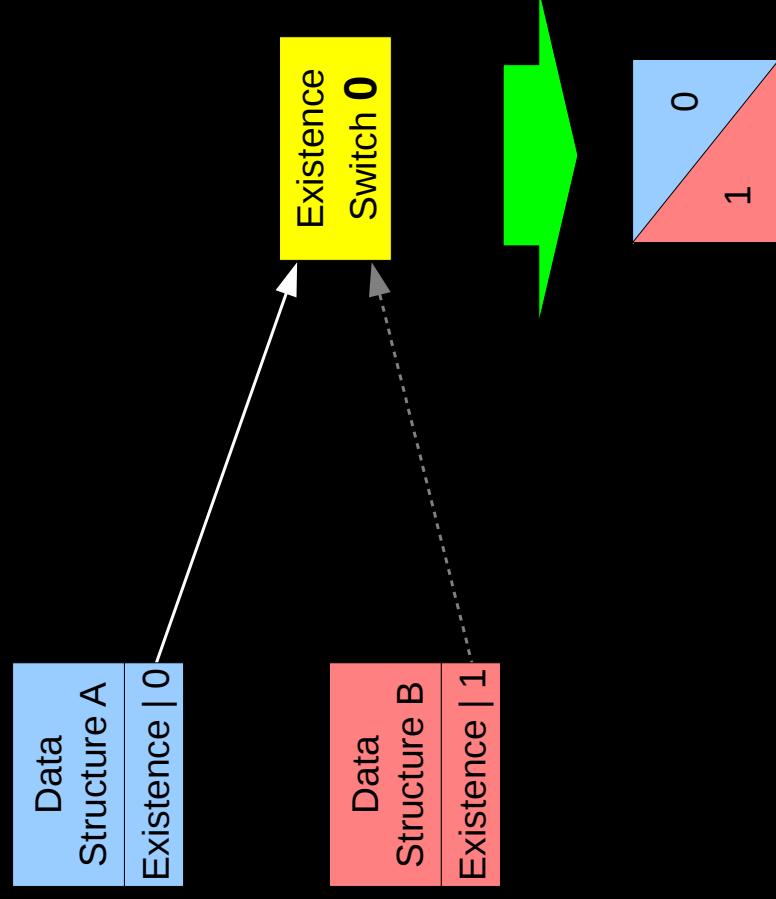 Data
Structure A
Existence | 0
Data
Structure B
Existence | 1
Existence
Switch 0
0
1